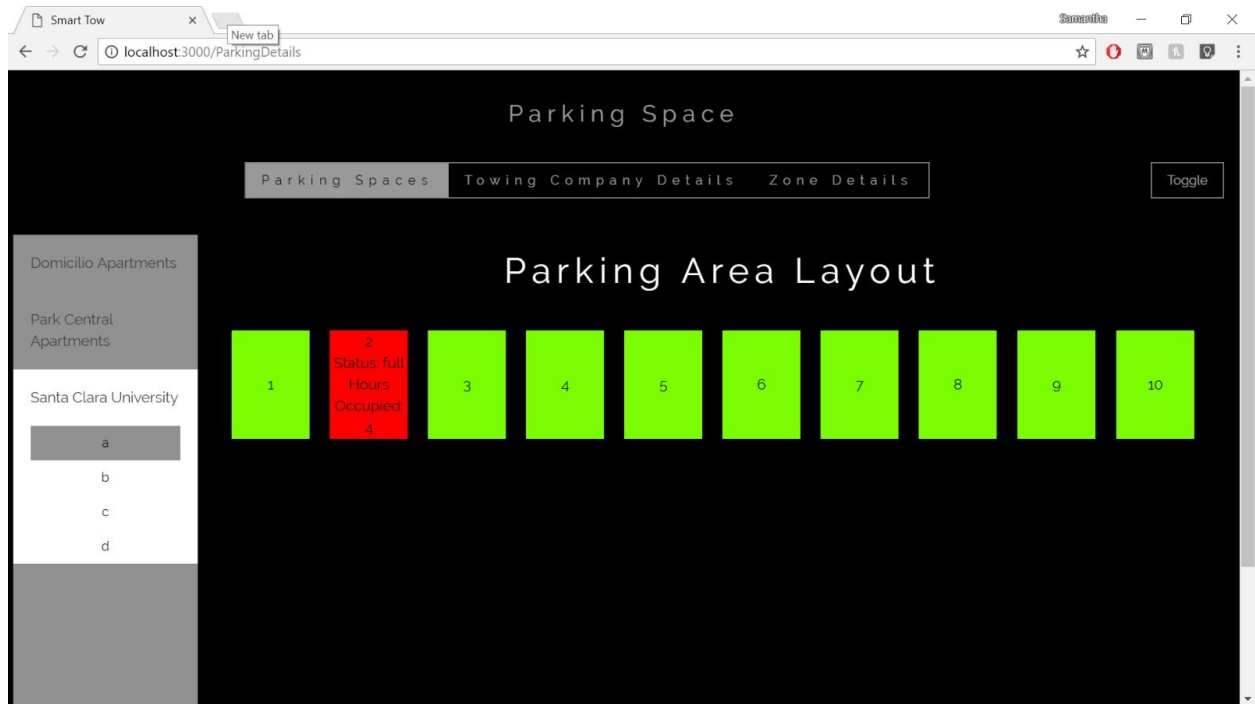 Smart Tow
New tab
Samantha
localhost:3000/ParkingDetails
Parking Space
Parking Spaces Towing Company Details Zone Details
Toggle
Domicilio Apartments
Park Central
Apartments
Santa Clara University
a
b
c
d
Parking Area Layout
1
2
Status: full
Hours
Occupied:
4
3
4
5
6
7
8
9
10